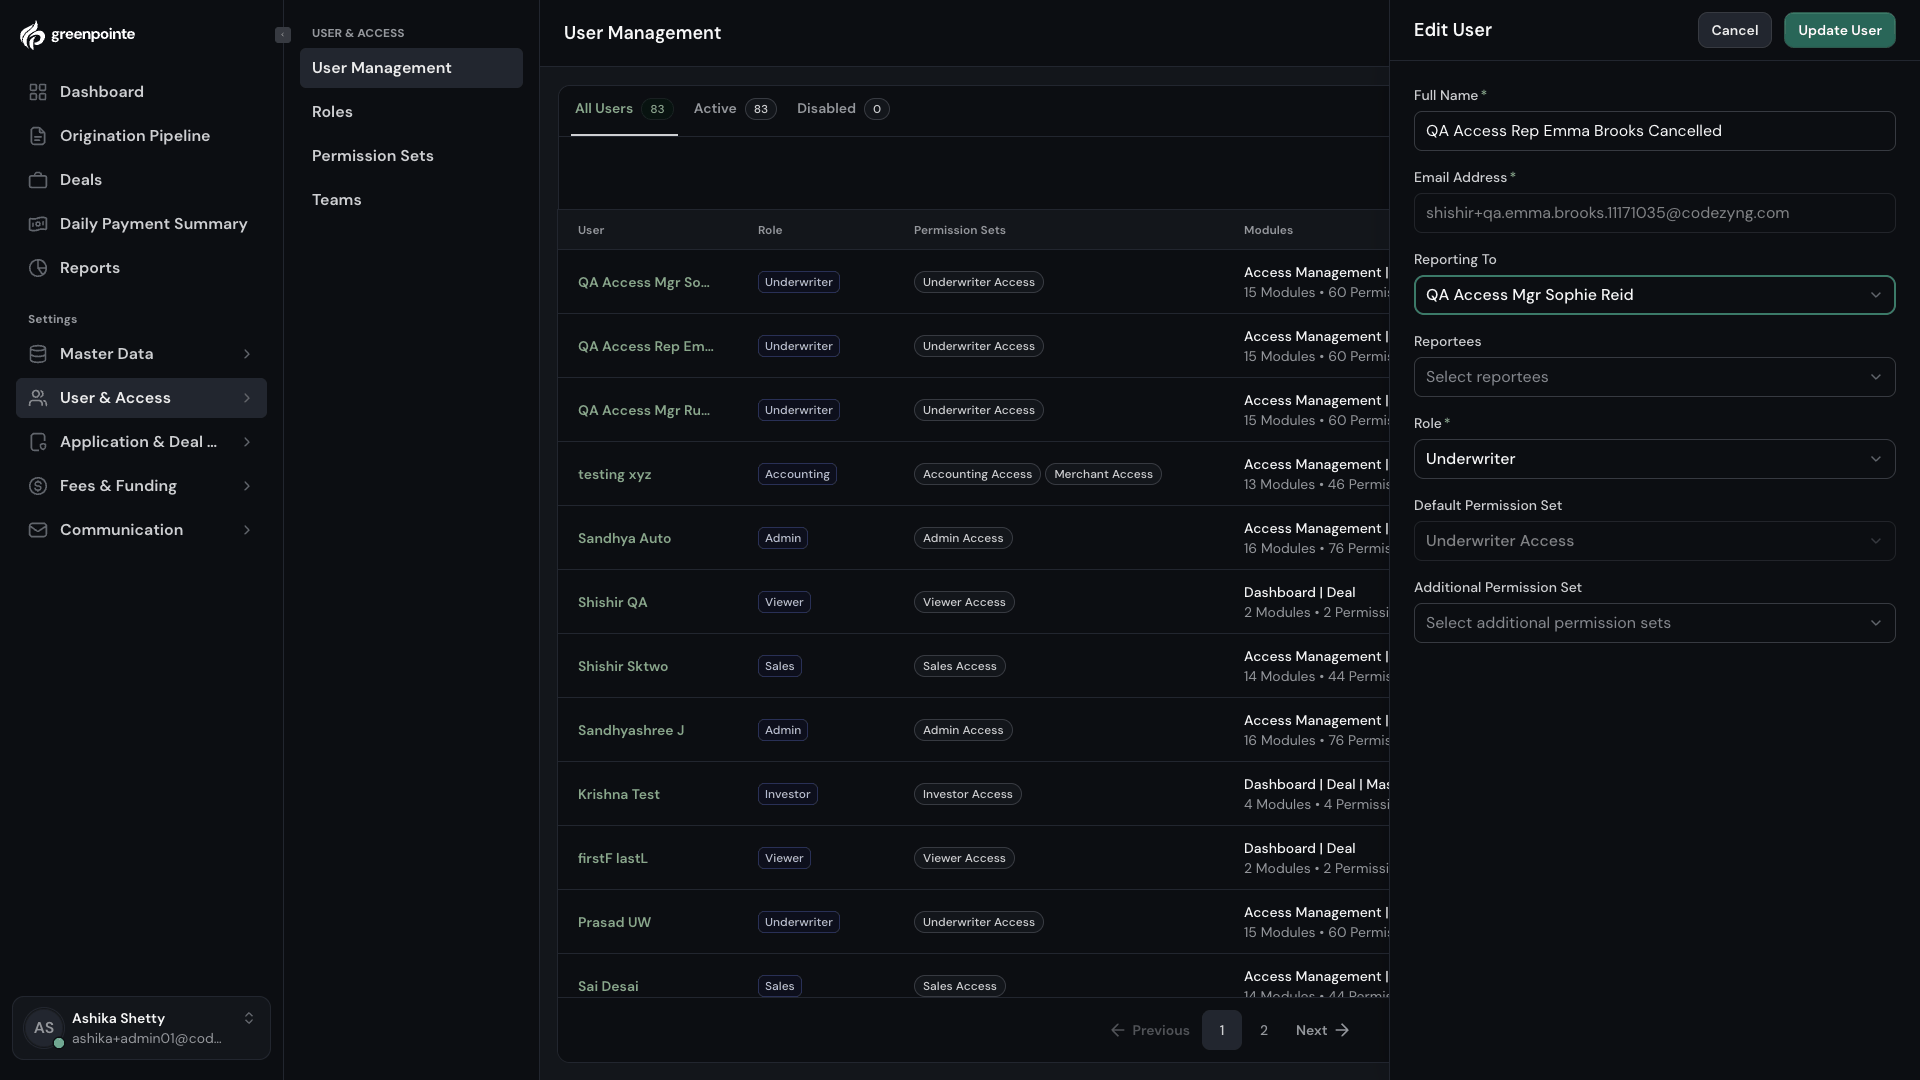 greenpointe
Dashboard
Origination Pipeline
Deals
Daily Payment Summary
Reports
Settings
Master Data
User & Access
Application & Deal ...
Fees & Funding
Communication
AS
Ashika Shetty
ashika+admin01@cod...
USER & ACCESS
User Management
Roles
Permission Sets
Teams
User Management
All Users 83 Active 83 Disabled 0
User Role Permission Sets Modules
QA Access Mgr So... Underwriter Underwriter Access Access Management |
15 Modules • 60 Permis
QA Access Rep Em... Underwriter Underwriter Access Access Management |
15 Modules • 60 Permis
QA Access Mgr Ru... Underwriter Underwriter Access Access Management |
15 Modules • 60 Permis
testing xyz Accounting Accounting Access Merchant Access Access Management |
13 Modules • 46 Permis
Sandhya Auto Admin Admin Access Access Management |
16 Modules • 76 Permis
Shishir QA Viewer Viewer Access Dashboard | Deal
2 Modules • 2 Permissi
Shishir Sktwo Sales Sales Access Access Management |
14 Modules • 44 Permis
Sandhyashree J Admin Admin Access Access Management |
16 Modules • 76 Permis
Krishna Test Investor Investor Access Dashboard | Deal | Mas
4 Modules • 4 Permissi
firstF lastL Viewer Viewer Access Dashboard | Deal
2 Modules • 2 Permissi
Prasad UW Underwriter Underwriter Access Access Management |
15 Modules • 60 Permis
Sai Desai Sales Sales Access Access Management |
14 Modules • 44 Permis
Previous 1 2 Next
Edit User
Cancel
Update User
Full Name *
QA Access Rep Emma Brooks Cancelled
Email Address *
shishir+qa.emma.brooks.11171035@codezyng.com
Reporting To
QA Access Mgr Sophie Reid
Reportees
Select reportees
Role *
Underwriter
Default Permission Set
Underwriter Access
Additional Permission Set
Select additional permission sets